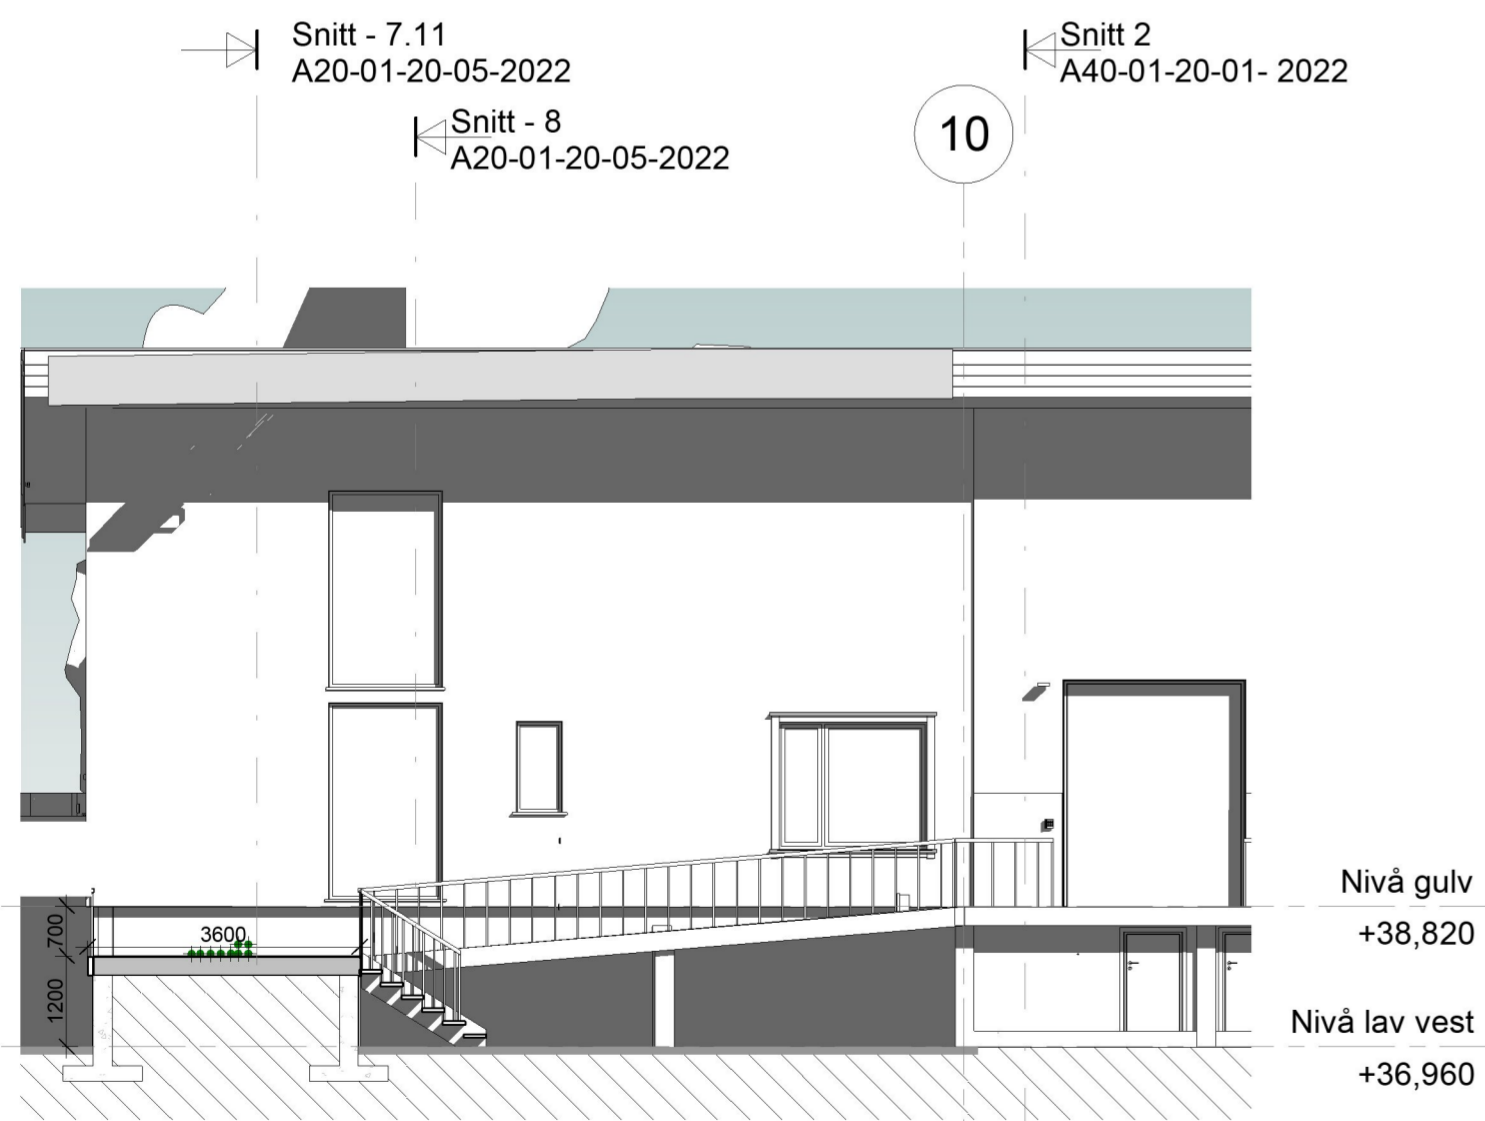 Snitt - 7.11
A20-01-20-05-2022
Snitt - 8
A20-01-20-05-2022
10
Snitt 2
A40-01-20-01- 2022
Nivå gulv
+38,820
700
3600
1200
Nivå lav vest
+36,960